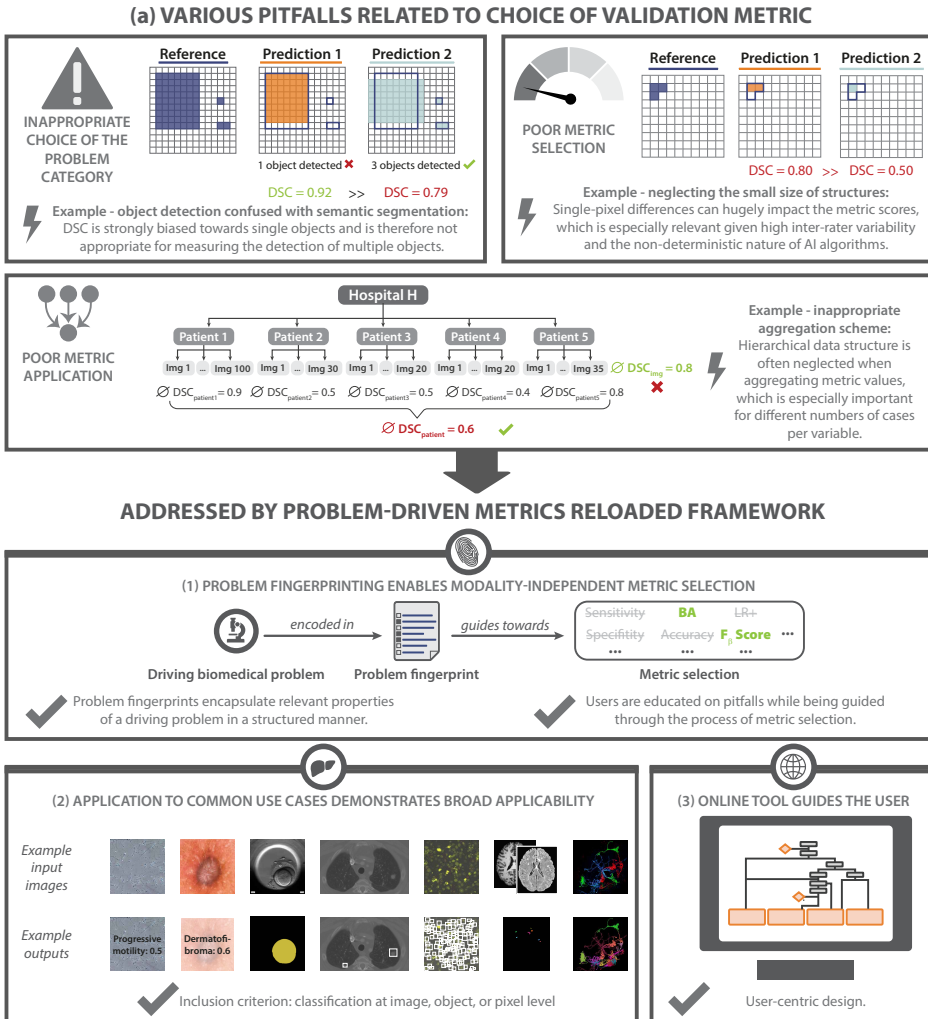 (a) VARIOUS PITFALLS RELATED TO CHOICE OF VALIDATION METRIC
INAPPROPRIATE
CHOICE OF THE
PROBLEM
CATEGORY
Reference Prediction 1 Prediction 2
1 object detected ✖ 3 objects detected ✓
DSC = 0.92 >> DSC = 0.79
Example - object detection confused with semantic segmentation:
DSC is strongly biased towards single objects and is therefore not
appropriate for measuring the detection of multiple objects.
POOR METRIC
SELECTION
Reference Prediction 1 Prediction 2
DSC = 0.80 >> DSC = 0.50
Example - neglecting the small size of structures:
Single-pixel differences can hugely impact the metric scores,
which is especially relevant given high inter-rater variability
and the non-deterministic nature of AI algorithms.
POOR METRIC
APPLICATION
Hospital H
Patient 1 Patient 2 Patient 3 Patient 4 Patient 5
Img 1 ... Img 100 Img 1 ... Img 30 Img 1 ... Img 20 Img 1 ... Img 20 Img 1 ... Img 35 ∅ DSCimg = 0.8
∅ DSCpatient1 = 0.9 ∅ DSCpatient2 = 0.5 ∅ DSCpatient3 = 0.5 ∅ DSCpatient4 = 0.4 ∅ DSCpatient5 = 0.8 ✖
∅ DSCpatient = 0.6 ✓
Example - inappropriate
aggregation scheme:
Hierarchical data structure is
often neglected when
aggregating metric values,
which is especially important
for different numbers of cases
per variable.
ADDRESSED BY PROBLEM-DRIVEN METRICS RELOADED FRAMEWORK
(1) PROBLEM FINGERPRINTING ENABLES MODALITY-INDEPENDENT METRIC SELECTION
encoded in guides towards
Sensitivity BA LR+
Specifitity Accuracy Fβ Score ...
... ... ...
Driving biomedical problem Problem fingerprint Metric selection
Problem fingerprints encapsulate relevant properties
of a driving problem in a structured manner.
Users are educated on pitfalls while being guided
through the process of metric selection.
(2) APPLICATION TO COMMON USE CASES DEMONSTRATES BROAD APPLICABILITY
Example
input
images
Example
outputs
Progressive
motility: 0.5
Dermatofi-
broma: 0.6
Inclusion criterion: classification at image, object, or pixel level
(3) ONLINE TOOL GUIDES THE USER
User-centric design.